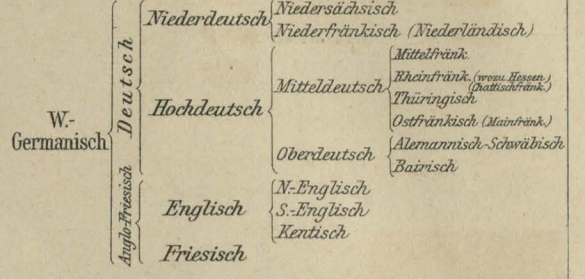 Niedersächsisch
Niederdeutsch
Niederfränkisch (Niederländisch)
Deutsch
Mittelfränk.
Rheinfränk. (wozu Hessen)
(Chattischfränk.)
Mitteldeutsch
Thüringisch
Hochdeutsch
Ostfränkisch (Mainfränk.)
W.-
Germanisch
Alemannisch-Schwäbisch
Oberdeutsch
Bairisch
Anglo-Friesisch
N.-Englisch
Englisch
S.-Englisch
Kentisch
Friesisch